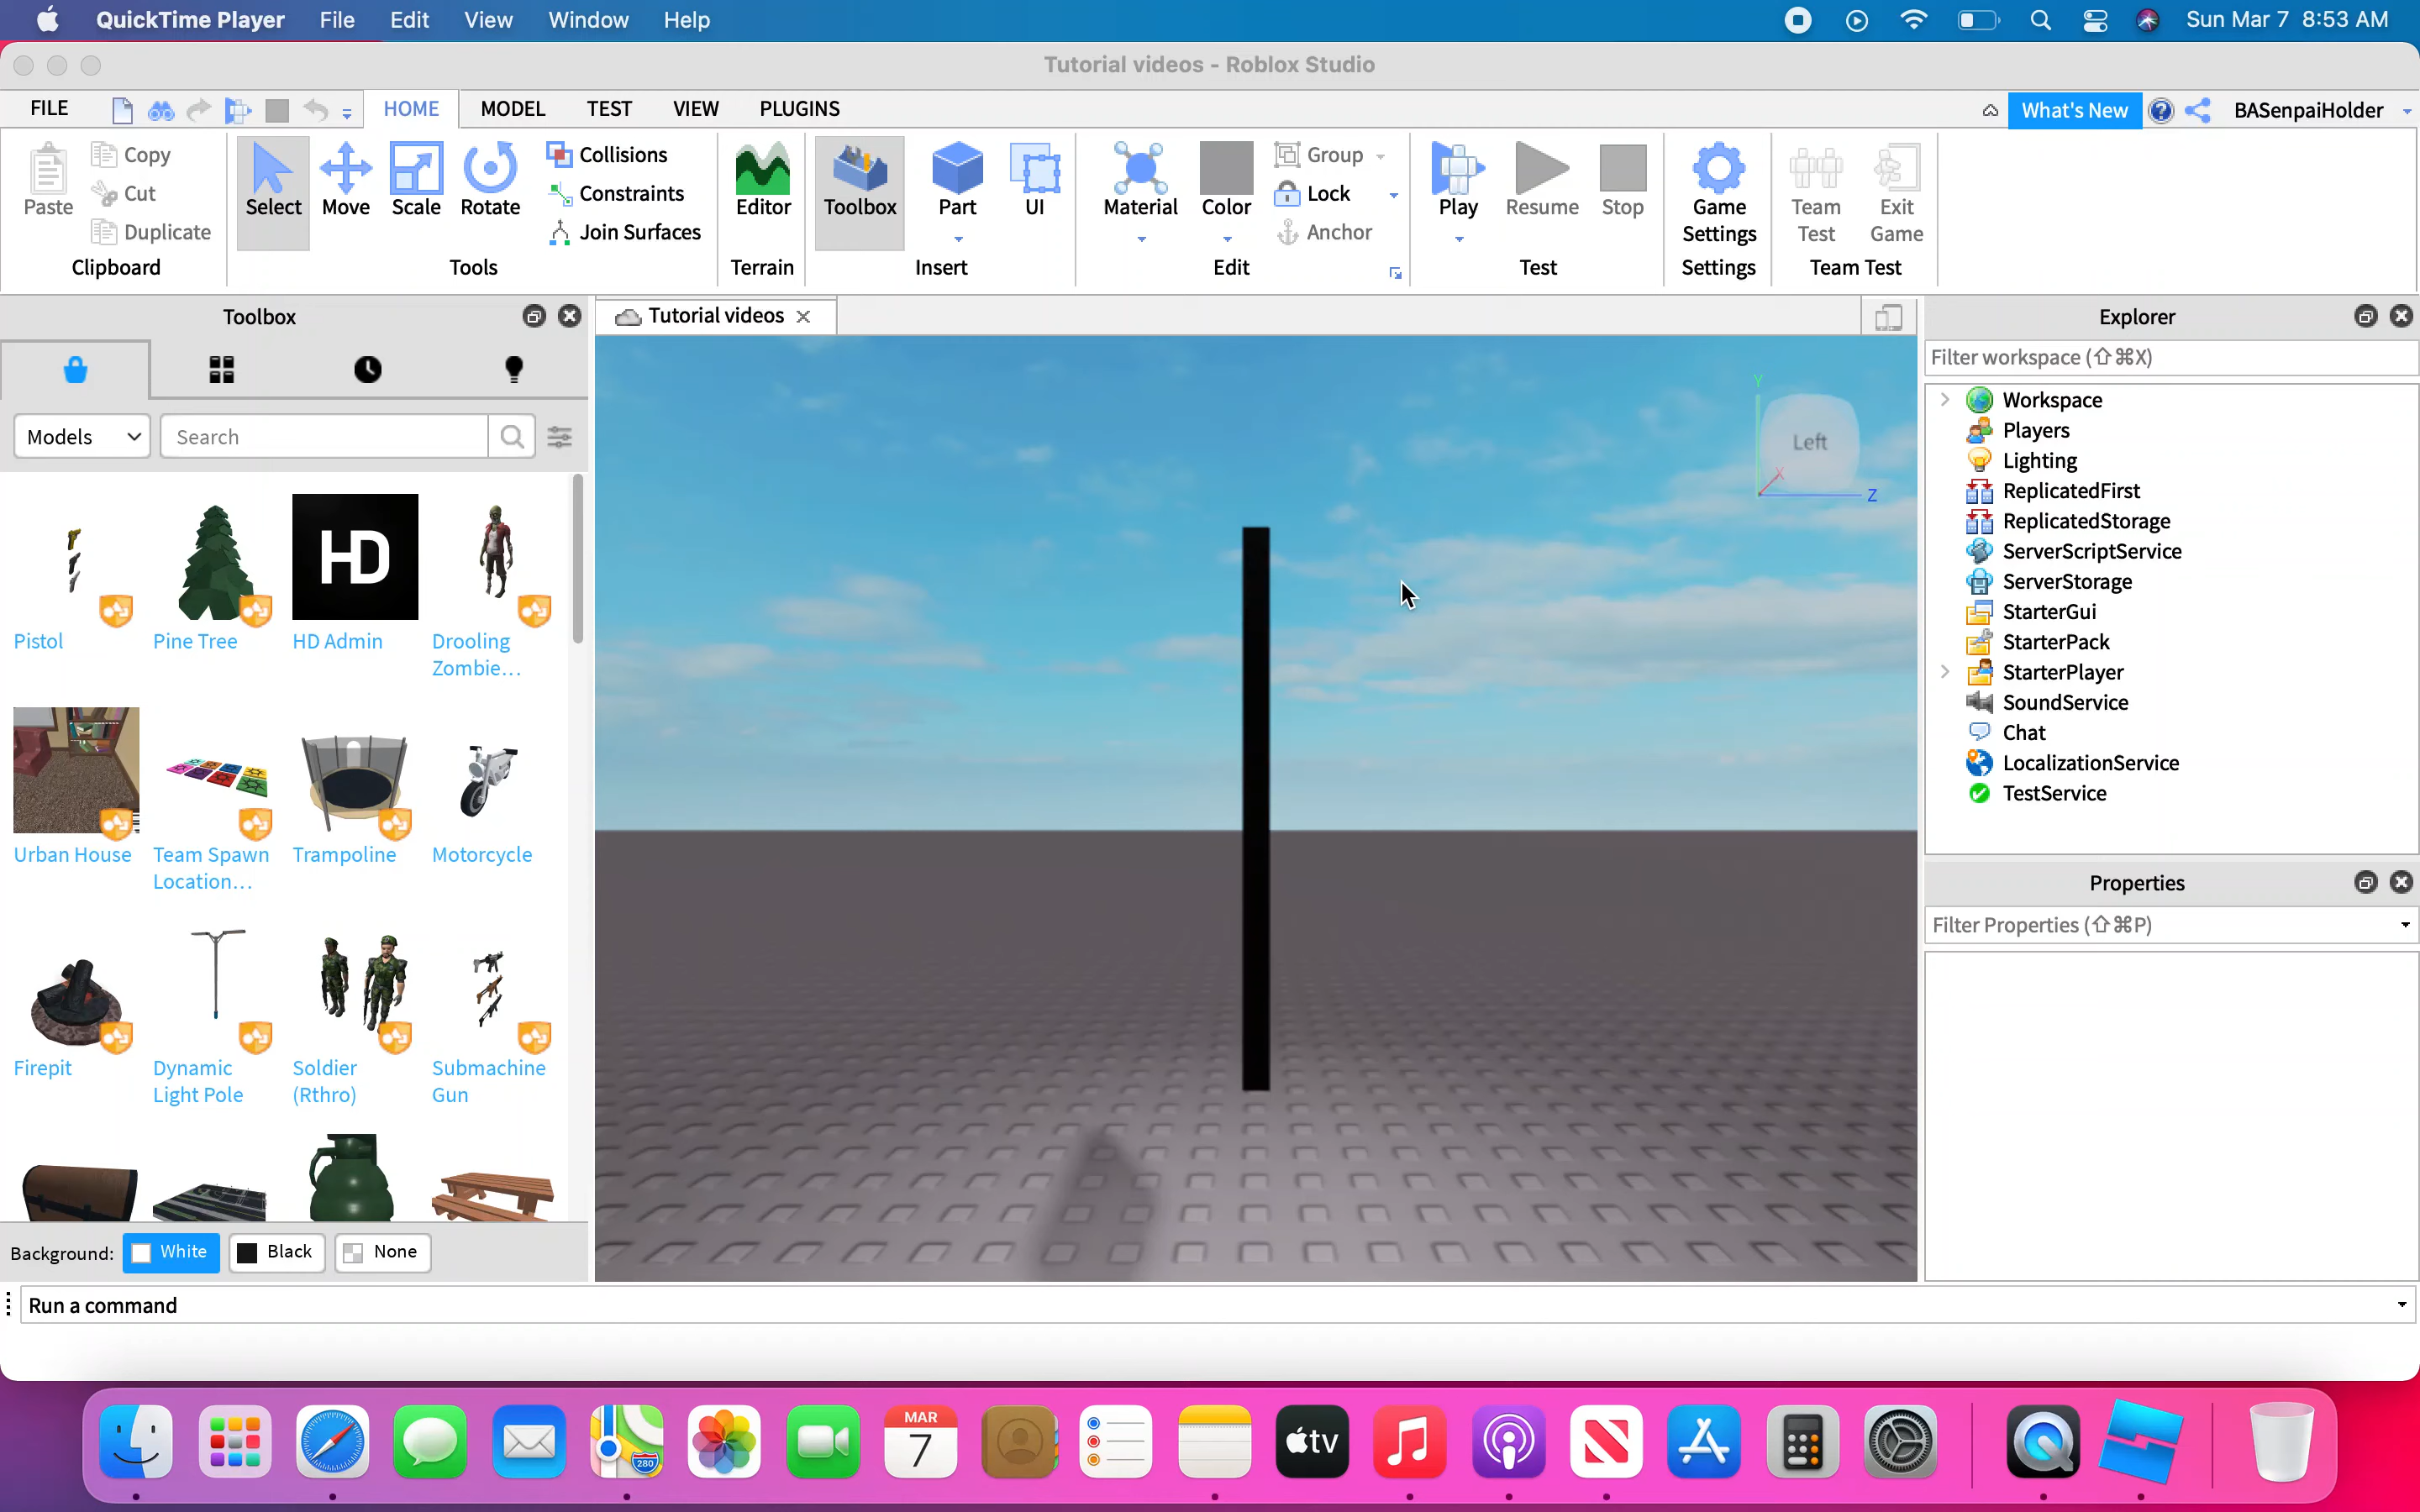 QuickTime Player File Edit View Window Help Sun Mar 7 8:53 AM
Tutorial videos - Roblox Studio
FILE HOME MODEL TEST VIEW PLUGINS What's New BASenpaiHolder
Paste Copy Cut Duplicate
Clipboard
Select Move Scale Rotate Collisions Constraints Join Surfaces
Tools
Editor
Terrain
Toolbox Part UI
Insert
Material Color Group Lock Anchor
Edit
Play Resume Stop
Test
Game Settings
Settings
Team Test Exit Game
Team Test
Toolbox
Models Search
Pistol Pine Tree HD Admin Drooling Zombie...
HD
Urban House Team Spawn Location... Trampoline Motorcycle
Firepit Dynamic Light Pole Soldier (Rthro) Submachine Gun
Background: White Black None
Tutorial videos
Y
Left
X
Z
Explorer
Filter workspace (⇧⌘X)
Workspace
Players
Lighting
ReplicatedFirst
ReplicatedStorage
ServerScriptService
ServerStorage
StarterGui
StarterPack
StarterPlayer
SoundService
Chat
LocalizationService
TestService
Properties
Filter Properties (⇧⌘P)
Run a command
280
MAR
7
tv